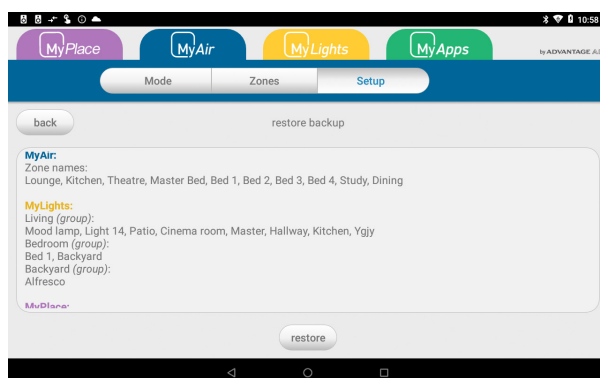 10:58
MyPlace
MyAir
MyLights
MyApps
by ADVANTAGE
Mode
Zones
Setup
back
restore backup
MyAir:
Zone names:
Lounge, Kitchen, Theatre, Master Bed, Bed 1, Bed 2, Bed 3, Bed 4, Study, Dining
MyLights:
Living (group):
Mood lamp, Light 14, Patio, Cinema room, Master, Hallway, Kitchen, Ygjy
Bedroom (group):
Bed 1, Backyard
Backyard (group):
Alfresco
MyPlace:
restore